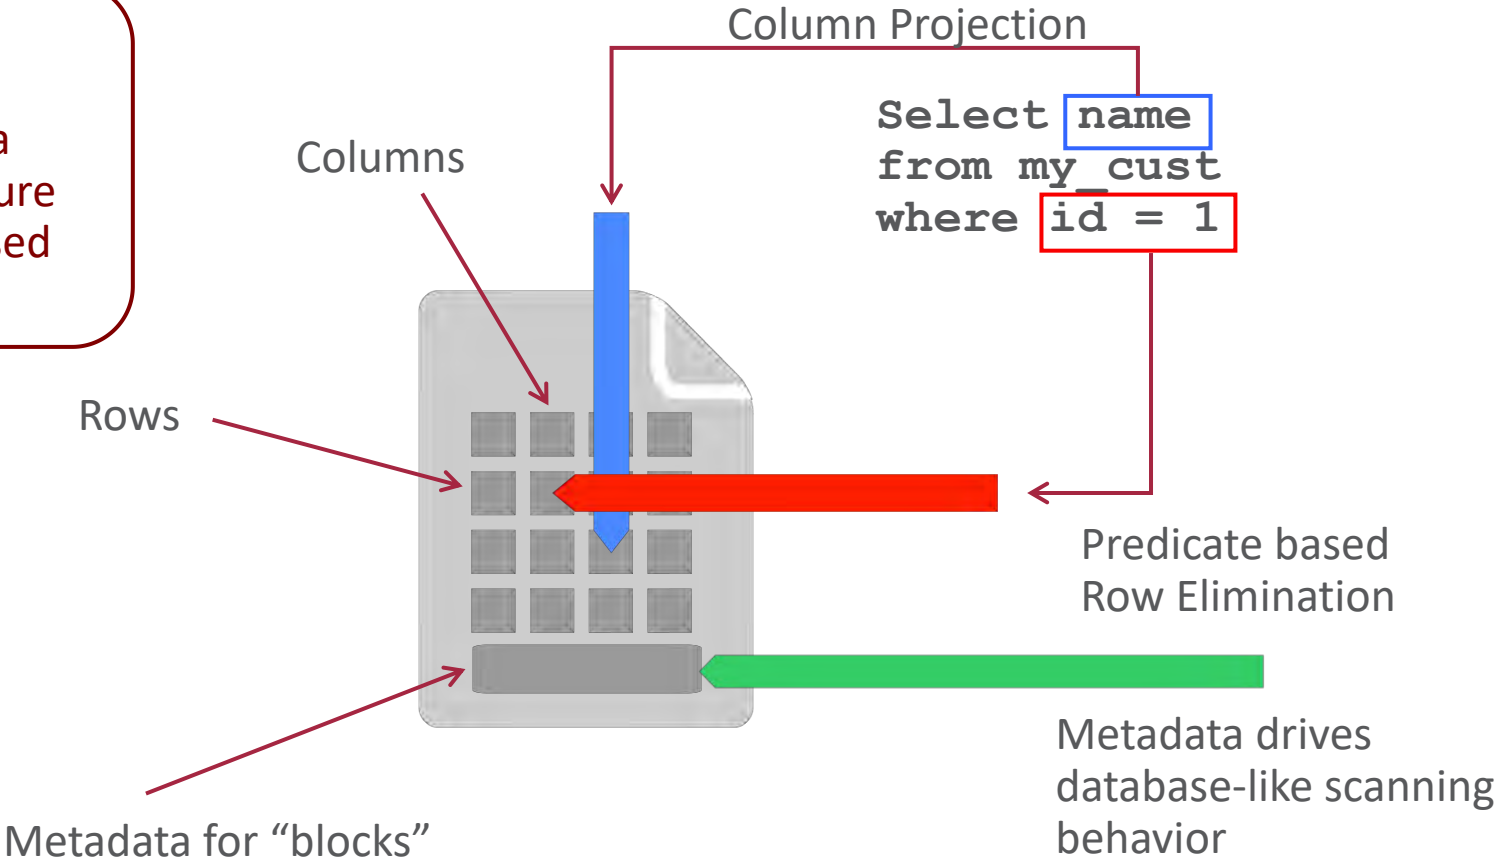 Column Projection
Select name
from my_cust
where id = 1
Columns
Rows
Predicate based
Row Elimination
Metadata drives
database-like scanning
behavior
Metadata for “blocks”